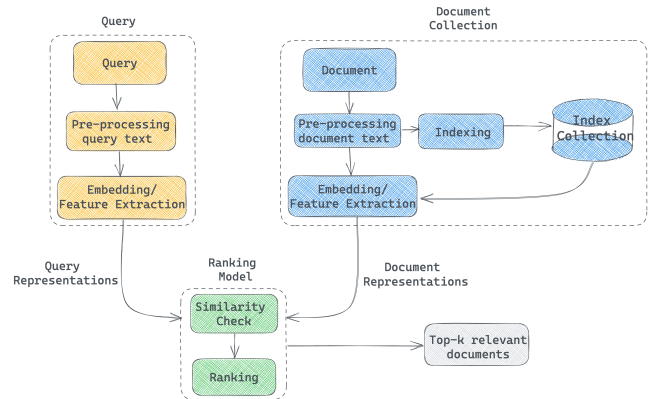 Query
Query
Pre-processing
query text
Embedding/
Feature Extraction
Document
Collection
Document
Pre-processing
document text
Indexing
Index
Collection
Embedding/
Feature Extraction
Query
Representations
Ranking
Model
Document
Representations
Similarity
Check
Ranking
Top-k relevant
documents